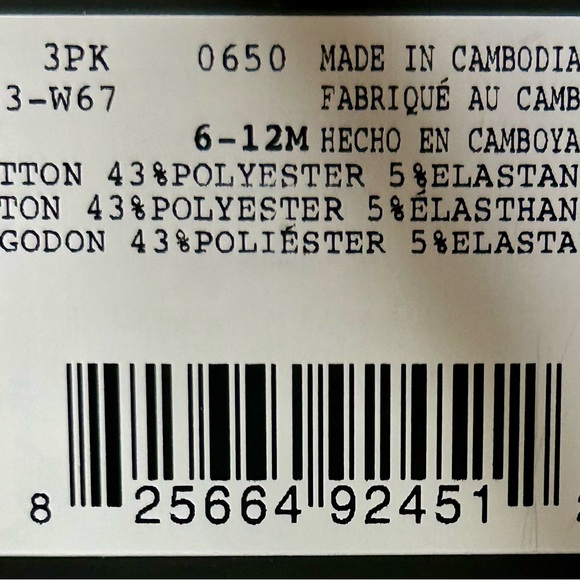 3PK 0650 MADE IN CAMBODIA
3-W67 FABRIQUÉ AU CAMB
6-12M HECHO EN CAMBOYA
TTON 43%POLYESTER 5%ELASTAN
TON 43%POLYESTER 5%ÉLASTHAN
GODON 43%POLIÉSTER 5%ELASTA
8 25664 92451